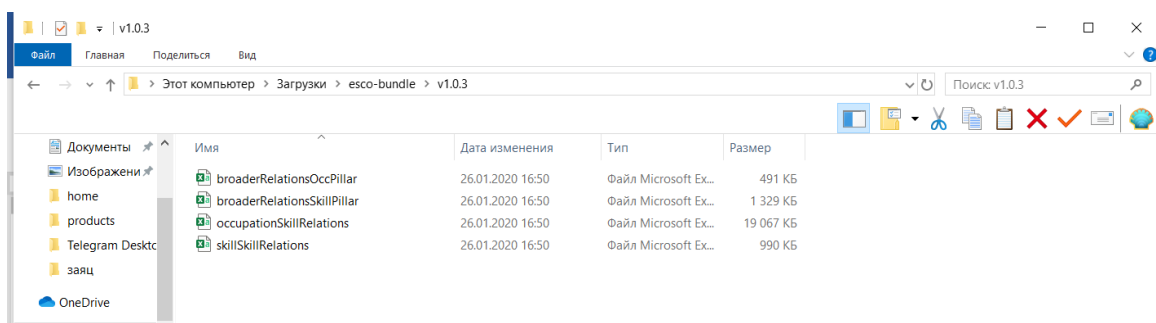 v1.0.3
Файл Главная Поделиться Вид
Этот компьютер > Загрузки > esco-bundle > v1.0.3
Поиск: v1.0.3
Документы
Изображени
home
products
Telegram Deskto
заяц
OneDrive
Имя Дата изменения Тип Размер
broaderRelationsOccPillar 26.01.2020 16:50 Файл Microsoft Ex... 491 КБ
broaderRelationsSkillPillar 26.01.2020 16:50 Файл Microsoft Ex... 1 329 КБ
occupationSkillRelations 26.01.2020 16:50 Файл Microsoft Ex... 19 067 КБ
skillSkillRelations 26.01.2020 16:50 Файл Microsoft Ex... 990 КБ